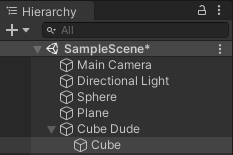 Hierarchy
All
SampleScene*
Main Camera
Directional Light
Sphere
Plane
Cube Dude
Cube